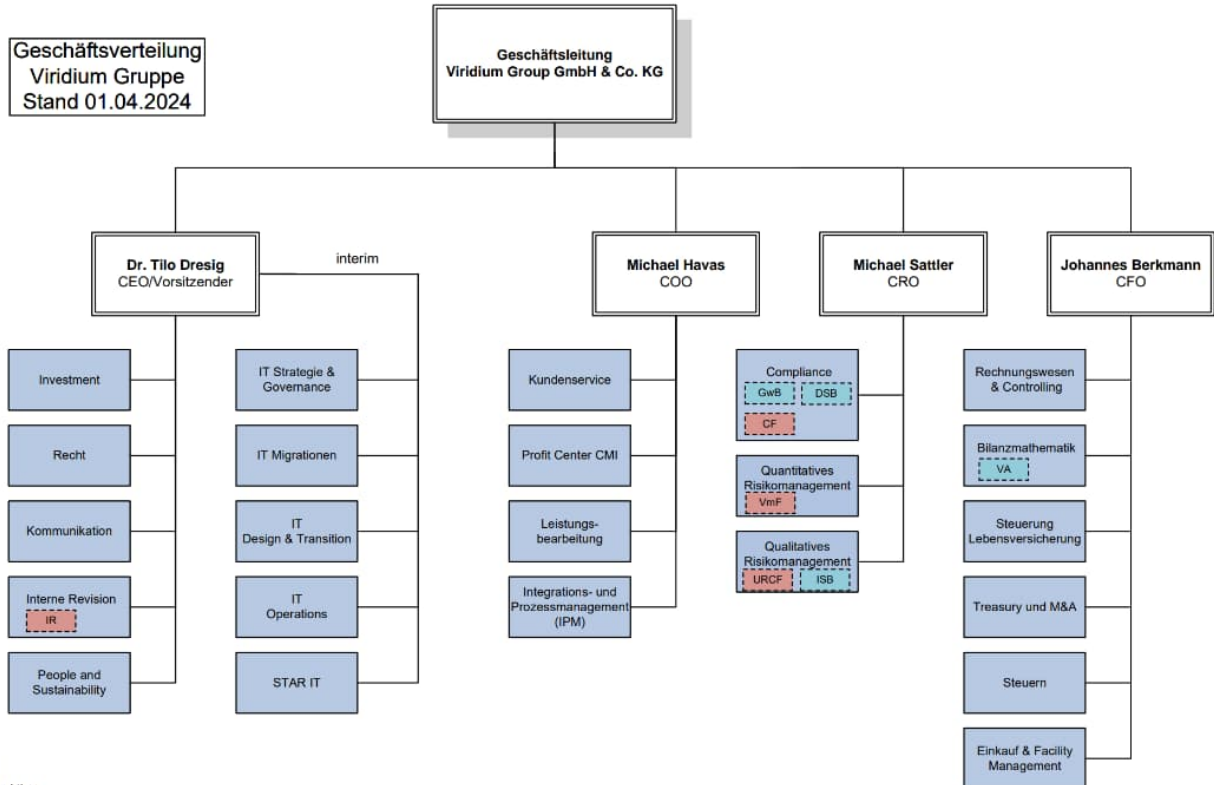 Geschäftsverteilung
Viridium Gruppe
Stand 01.04.2024
Geschäftsleitung
Viridium Group GmbH & Co. KG
Dr. Tilo Dresig
CEO/Vorsitzender
interim
Michael Havas
COO
Michael Sattler
CRO
Johannes Berkmann
CFO
Investment
Recht
Kommunikation
Interne Revision
IR
People and
Sustainability
IT Strategie &
Governance
IT Migrationen
IT
Design & Transition
IT
Operations
STAR IT
Kundenservice
Profit Center CMI
Leistungs-
bearbeitung
Integrations- und
Prozessmanagement
(IPM)
Compliance
GwB DSB
CF
Quantitatives
Risikomanagement
VmF
Qualitatives
Risikomanagement
URCF ISB
Rechnungswesen
& Controlling
Bilanzmathematik
VA
Steuerung
Lebensversicherung
Treasury und M&A
Steuern
Einkauf & Facility
Management